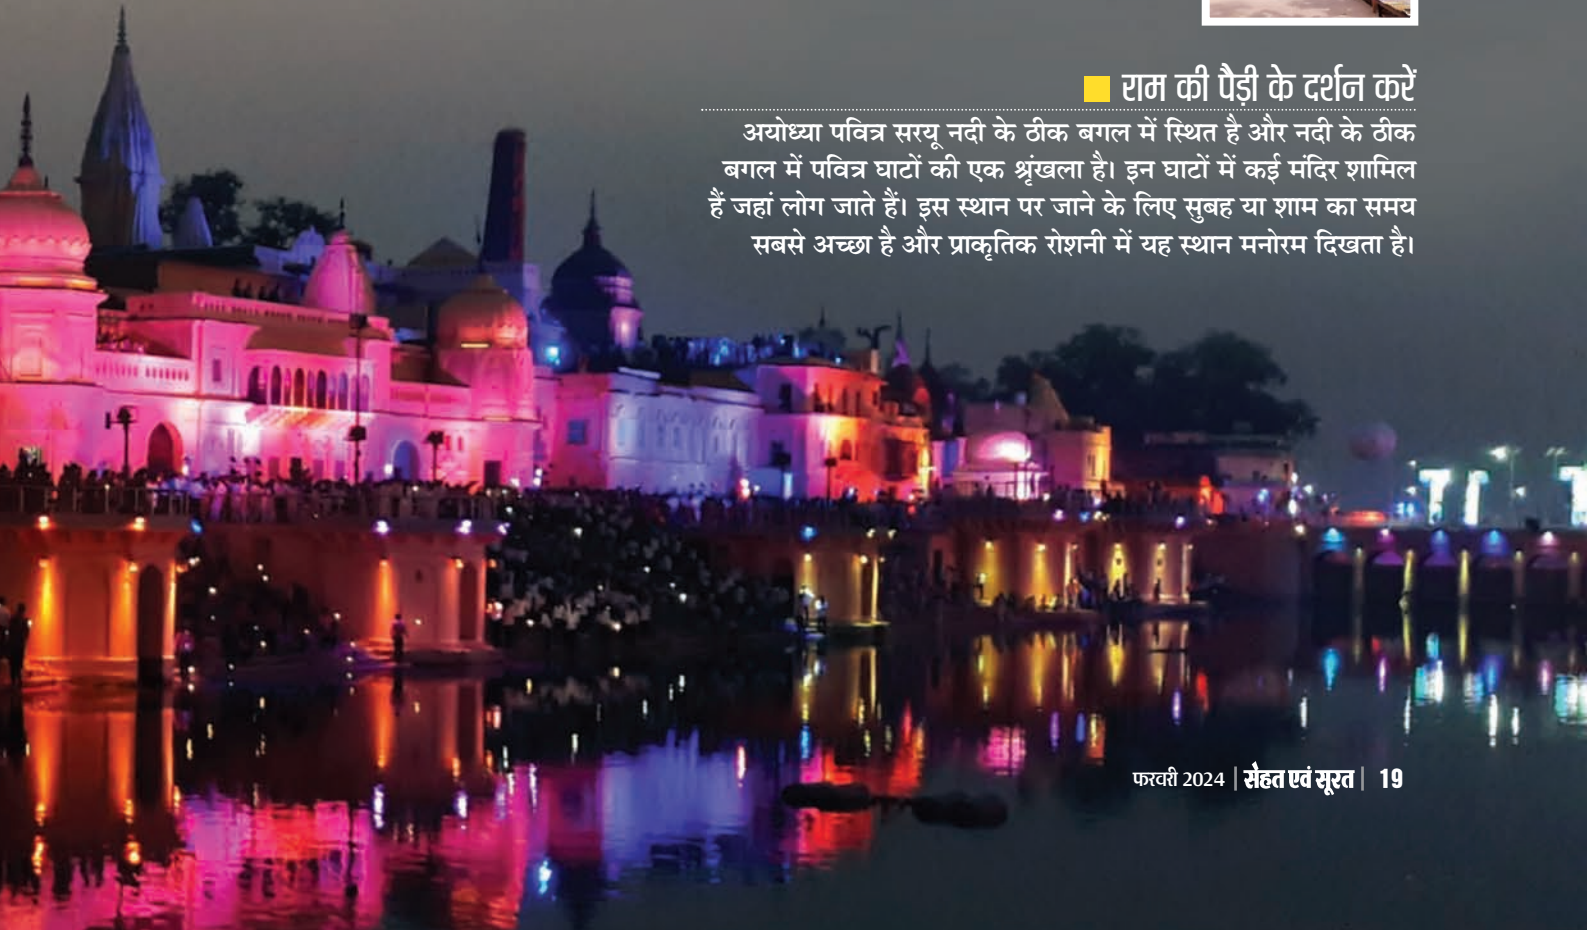 राम की पैड़ी के दर्शन करें
अयोध्या पवित्र सरयू नदी के ठीक बगल में स्थित है और नदी के ठीक
बगल में पवित्र घाटों की एक श्रृंखला है। इन घाटों में कई मंदिर शामिल
हैं जहां लोग जाते हैं। इस स्थान पर जाने के लिए सुबह या शाम का समय
सबसे अच्छा है और प्राकृतिक रोशनी में यह स्थान मनोरम दिखता है।
फरवरी 2024 | सेहत एवं सूरत | 19